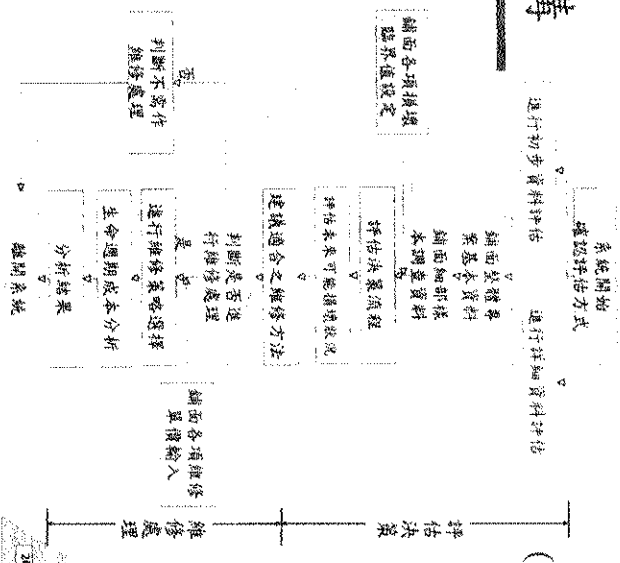 構
系統開始
確認評估方式
進行初步資料評估
進行詳細資料評估
鋪面整體專
案基本資料
鋪面細部樣
本調查資料
鋪面各項損壞
臨界值設定
評估決策流程
評估未來可能損壞狀況
建議適合之維修方法
判斷是否進
行維修處理
否
判斷不需作
維修處理
是
進行維修策略選擇
鋪面各項維修
單價輸入
生命週期成本分析
分析結果
離開系統
評估決策
維修處理
(